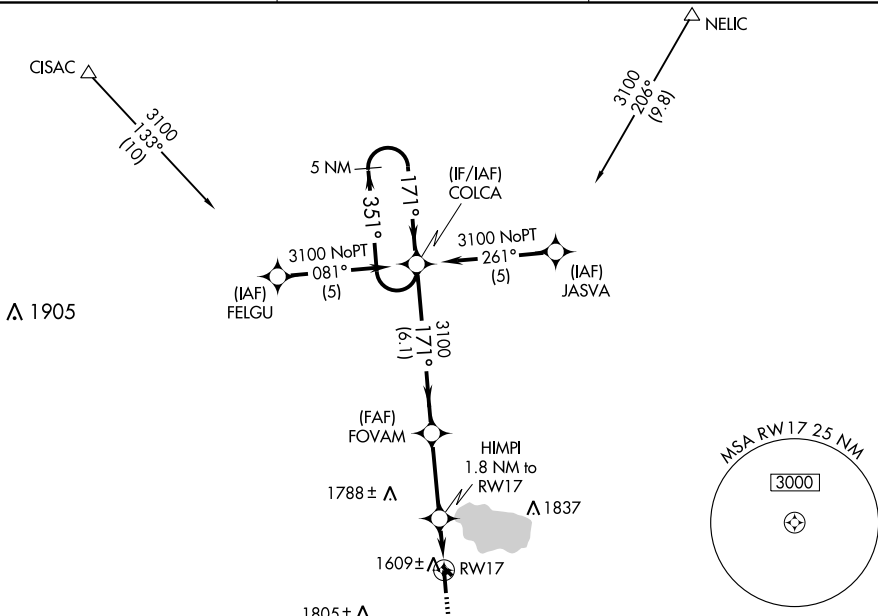 NELIC
CISAC
3100
133°
(10)
3100
206°
(9.8)
5 NM
171°
351°
(IF/IAF)
COLCA
3100 NoPT
081°
(5)
3100 NoPT
261°
(5)
(IAF)
FELGU
(IAF)
JASVA
1905
3100
171°
(6.1)
(FAF)
FOVAM
HIMPI
1.8 NM to
RW17
1788±
1837
MSA RW17 25 NM
3000
1609±
RW17
1805±